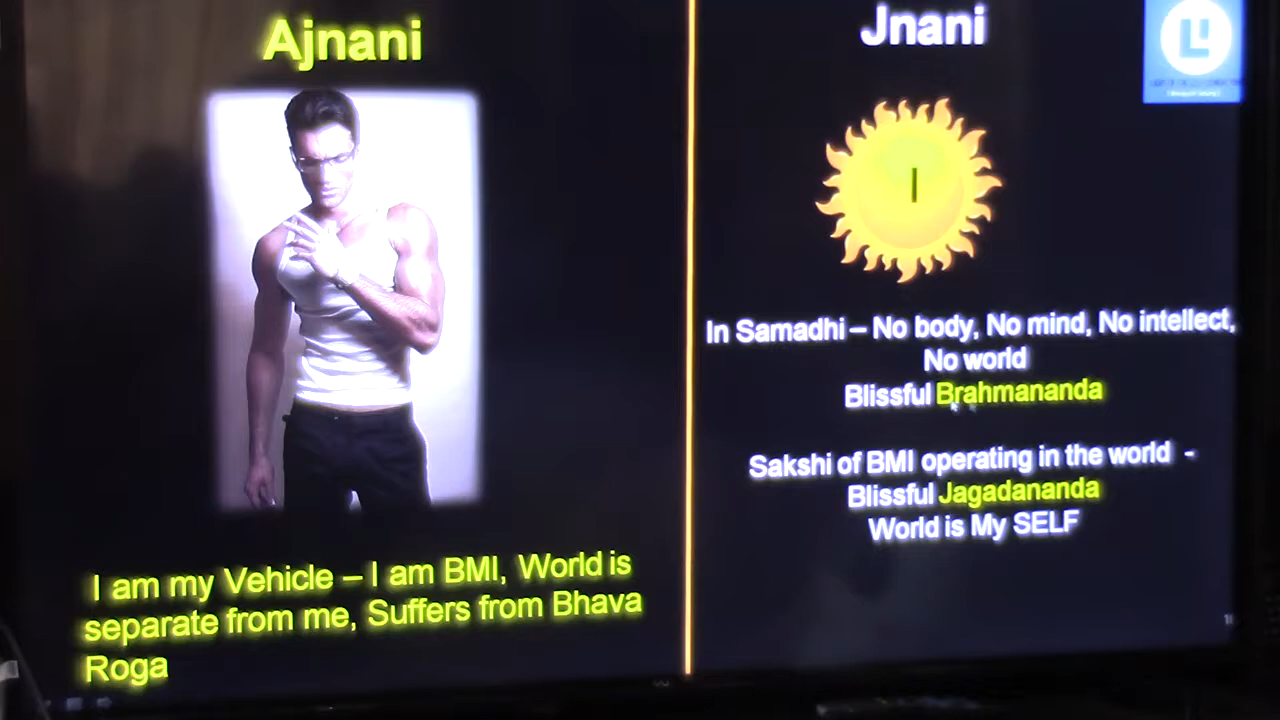 Ajnani
I am my Vehicle – I am BMI, World is
separate from me, Suffers from Bhava
Roga
Jnani
I
In Samadhi – No body, No mind, No intellect,
No world
Blissful Brahmananda
Sakshi of BMI operating in the world -
Blissful Jagadananda
World is My SELF